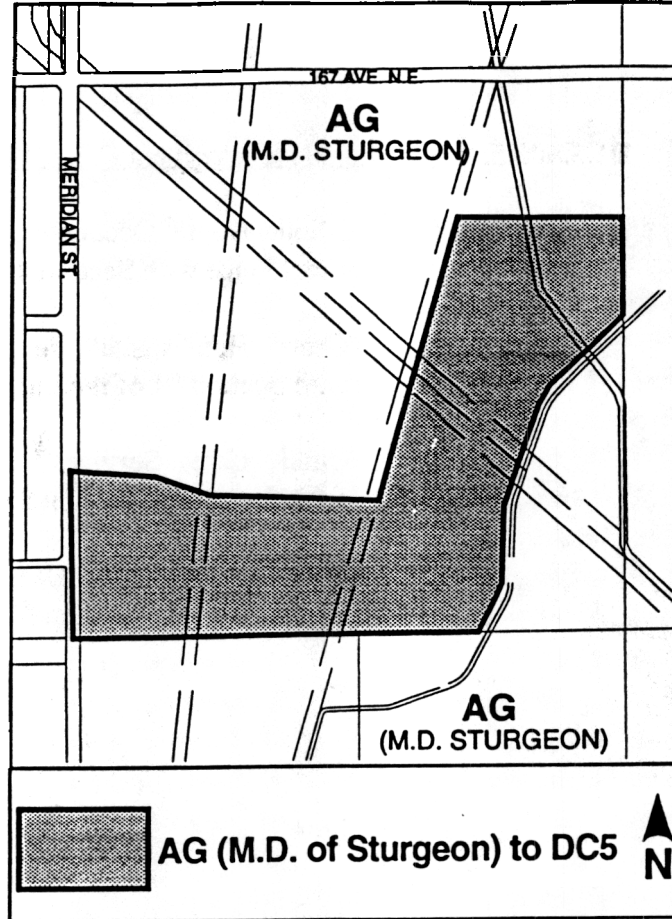 167 AVE. N.E.
AG
(M.D. STURGEON)
MERIDIAN ST.
AG
(M.D. STURGEON)
AG (M.D. of Sturgeon) to DC5
N